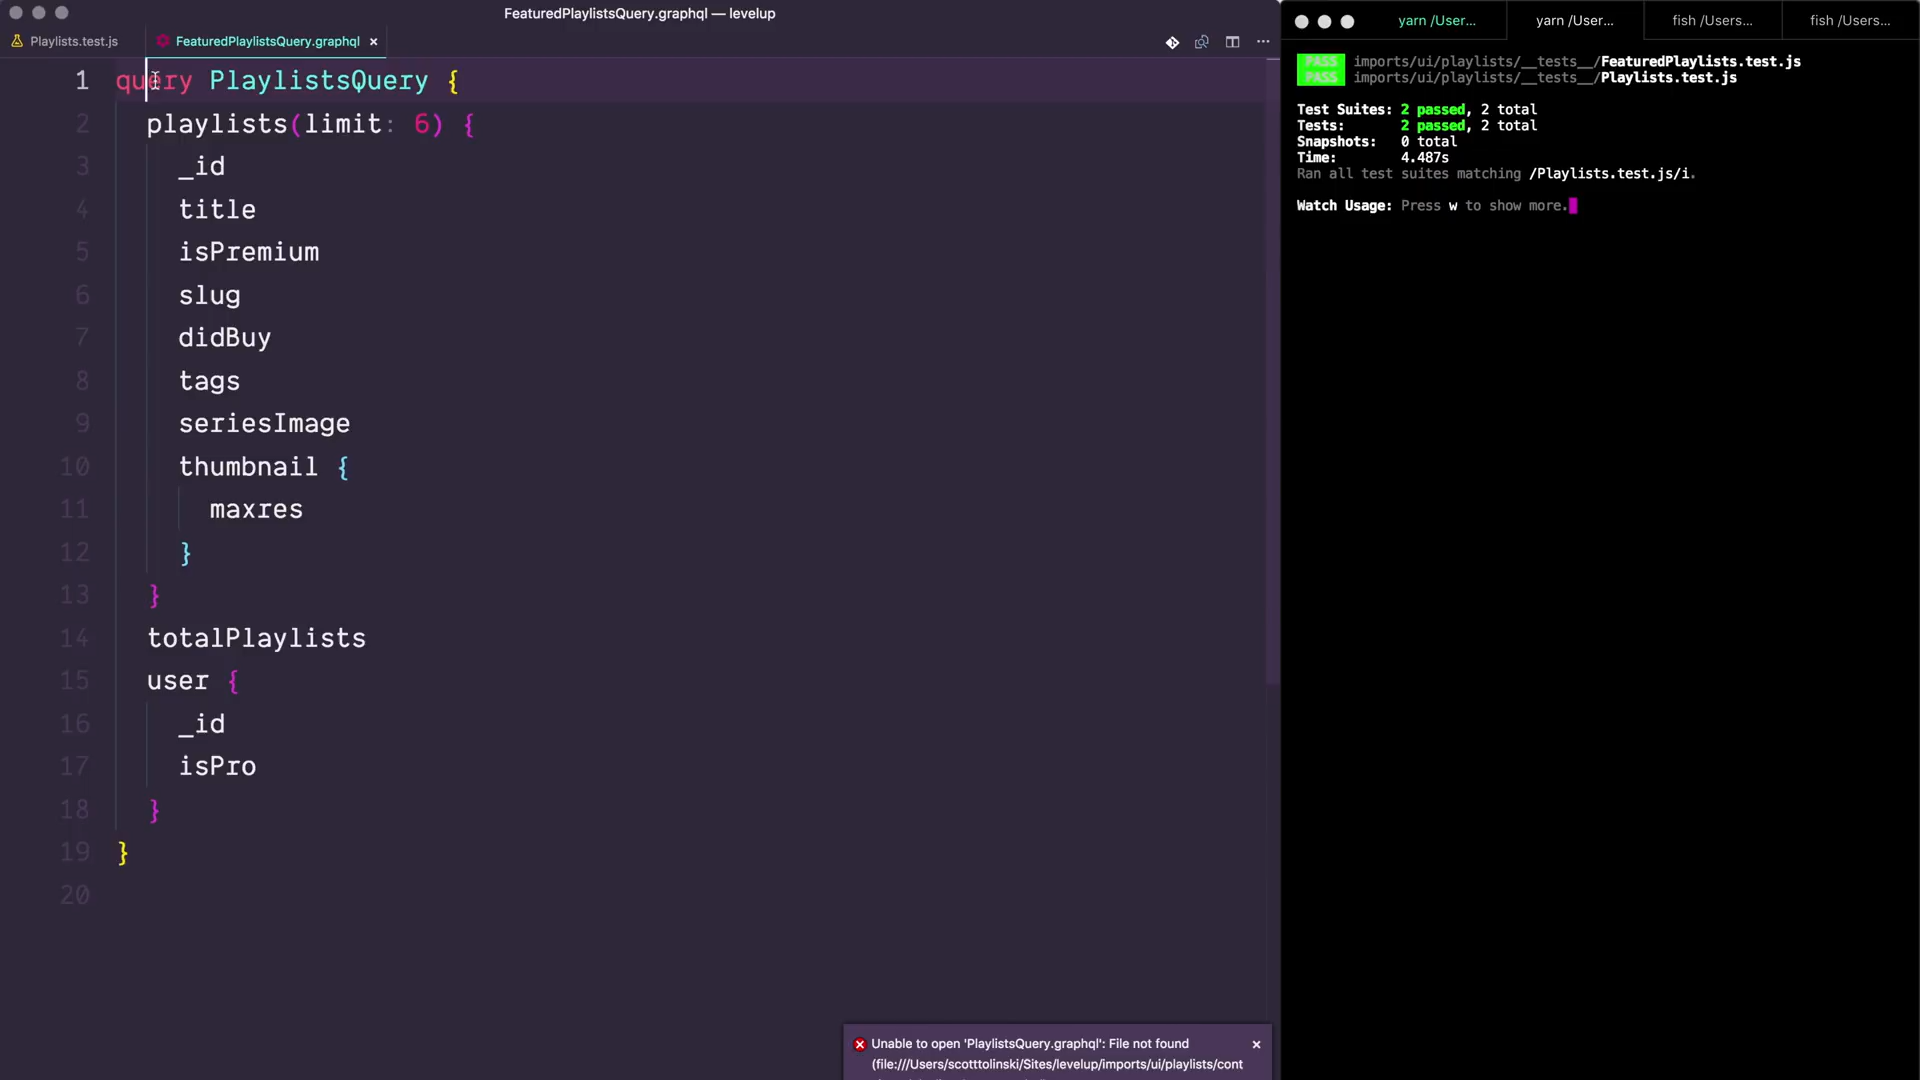 FeaturedPlaylistsQuery.graphql — levelup
Playlists.test.js
FeaturedPlaylistsQuery.graphql ×
1 query PlaylistsQuery {
2 playlists(limit: 6) {
3 _id
4 title
5 isPremium
6 slug
7 didBuy
8 tags
9 seriesImage
10 thumbnail {
11 maxres
12 }
13 }
14 totalPlaylists
15 user {
16 _id
17 isPro
18 }
19 }
20
Unable to open 'PlaylistsQuery.graphql': File not found
(file:///Users/scotttolinski/Sites/levelup/imports/ui/playlists/cont
yarn /User...
yarn /User...
fish /Users...
fish /Users...
PASS imports/ui/playlists/__tests__/FeaturedPlaylists.test.js
PASS imports/ui/playlists/__tests__/Playlists.test.js
Test Suites: 2 passed, 2 total
Tests: 2 passed, 2 total
Snapshots: 0 total
Time: 4.487s
Ran all test suites matching /Playlists.test.js/i.
Watch Usage: Press w to show more.